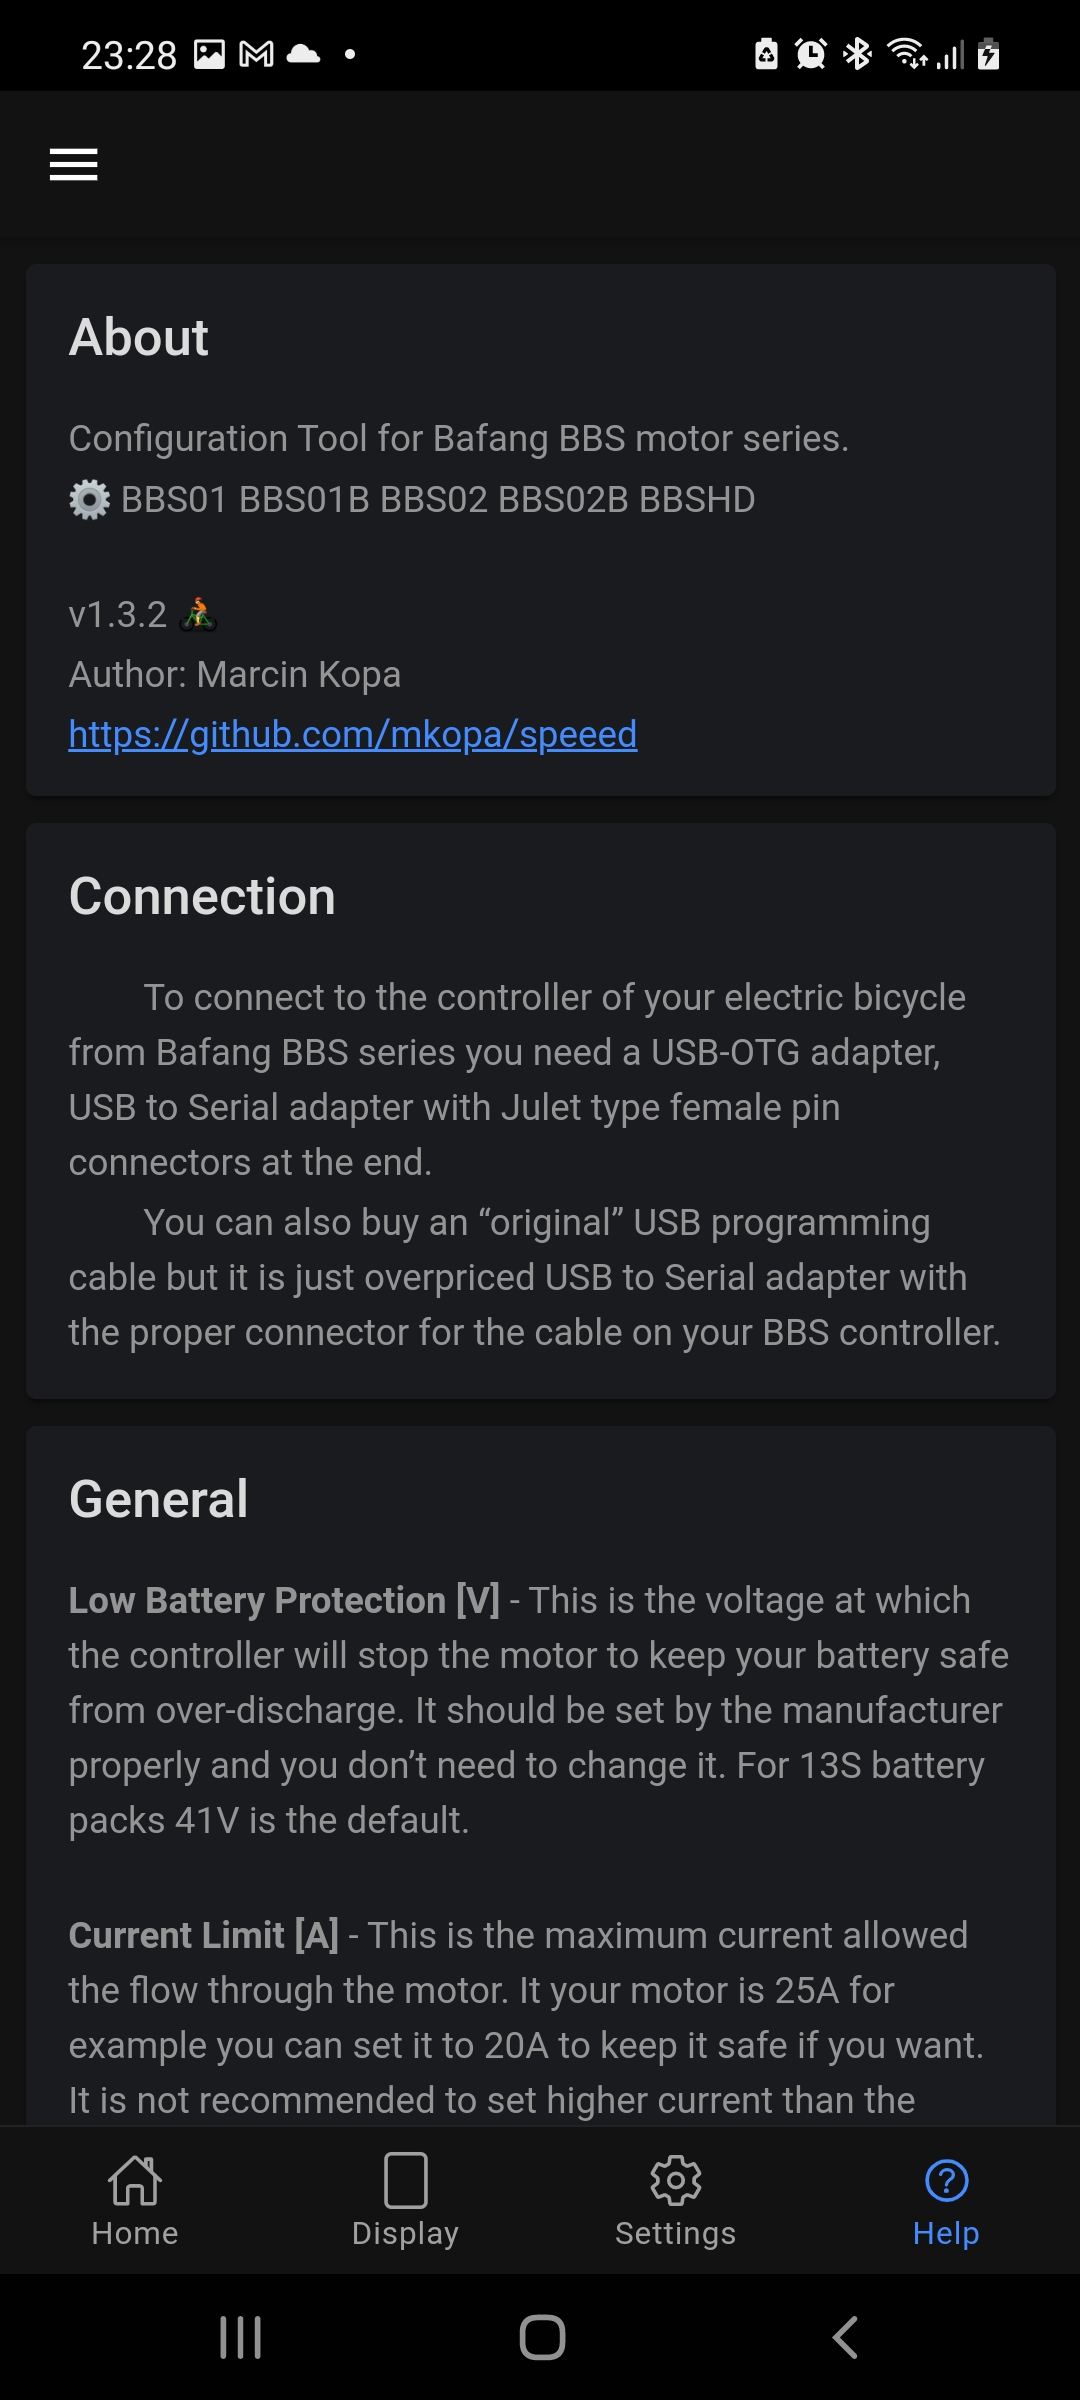 23:28
About
Configuration Tool for Bafang BBS motor series.
⚙️ BBS01 BBS01B BBS02 BBS02B BBSHD
v1.3.2 🚴
Author: Marcin Kopa
https://github.com/mkopa/speeed
Connection
To connect to the controller of your electric bicycle
from Bafang BBS series you need a USB-OTG adapter,
USB to Serial adapter with Julet type female pin
connectors at the end.
You can also buy an “original” USB programming
cable but it is just overpriced USB to Serial adapter with
the proper connector for the cable on your BBS controller.
General
Low Battery Protection [V] - This is the voltage at which
the controller will stop the motor to keep your battery safe
from over-discharge. It should be set by the manufacturer
properly and you don’t need to change it. For 13S battery
packs 41V is the default.
Current Limit [A] - This is the maximum current allowed
the flow through the motor. It your motor is 25A for
example you can set it to 20A to keep it safe if you want.
It is not recommended to set higher current than the
Home
Display
Settings
Help